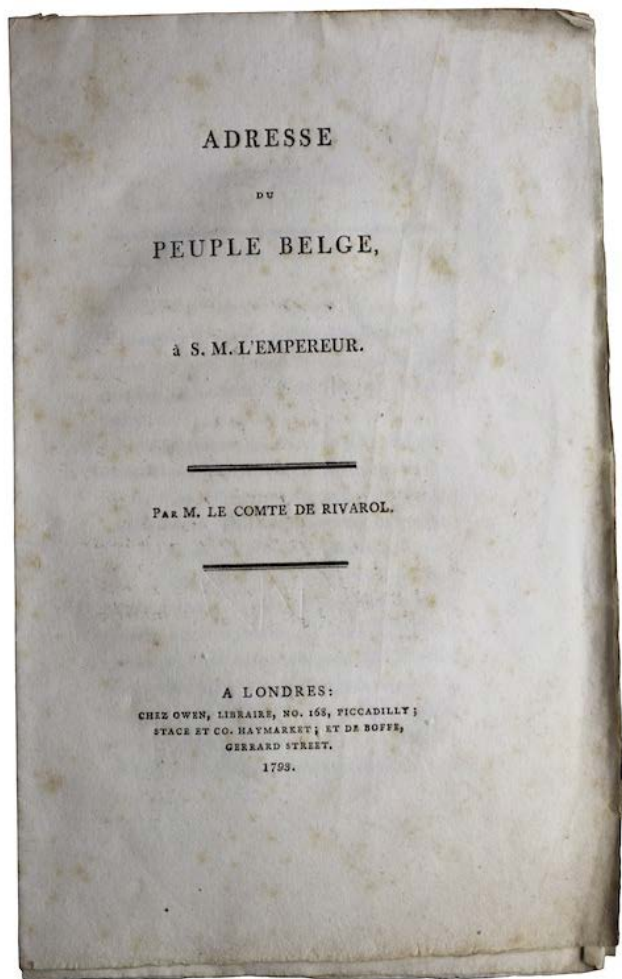 ADRESSE
DU
PEUPLE BELGE,
à S. M. L'EMPEREUR.
PAR M. LE COMTE DE RIVAROL.
A LONDRES:
CHEZ OWEN, LIBRAIRE, NO. 168, PICCADILLY;
STACE ET CO. HAYMARKET; ET DE BOFFE,
GERRARD STREET.
1793.